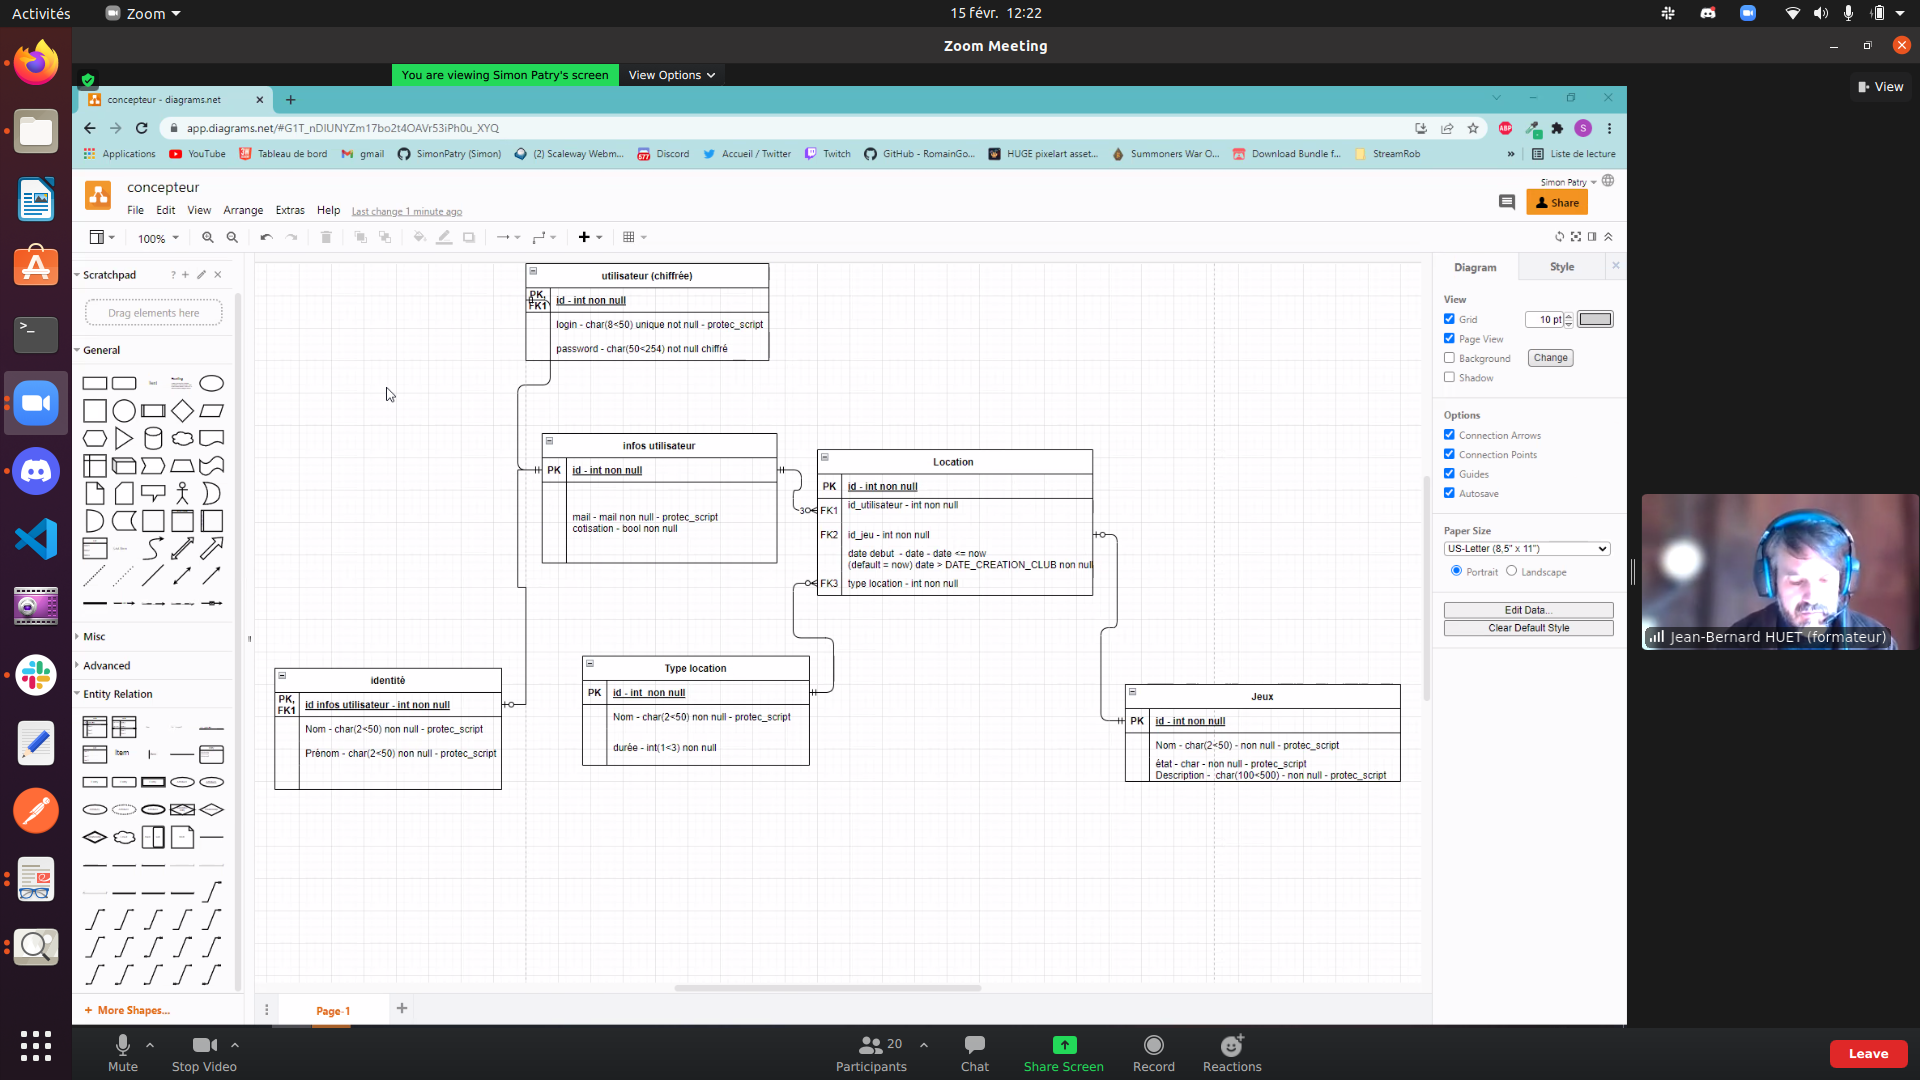 Activités
Zoom
15 févr. 12:22
Zoom Meeting
You are viewing Simon Patry's screen
View Options
View
concepteur - diagrams.net
app.diagrams.net/#G1T_nDIUNYZm17bo2t4OAVr53iPh0u_XYQ
S
Applications
YouTube
Tableau de bord
gmail
SimonPatry (Simon)
(2) Scaleway Webm...
Discord
Accueil / Twitter
Twitch
GitHub - RomainGo...
HUGE pixelart asset...
Summoners War O...
Download Bundle f...
StreamRob
»
Liste de lecture
concepteur
Simon Patry
File Edit View Arrange Extras Help Last change 1 minute ago
Share
100%
Scratchpad
Drag elements here
General
Misc
Advanced
Entity Relation
Item
+ More Shapes...
utilisateur (chiffrée)
PK, FK1
id - int non null
login - char(8<50) unique not null - protec_script
password - char(50<254) not null chiffré
infos utilisateur
PK id - int non null
mail - mail non null - protec_script
cotisation - bool non null
Location
PK id - int non null
FK1 id_utilisateur - int non null
FK2 id_jeu - int non null
date debut - date - date <= now
(default = now) date > DATE_CREATION_CLUB non null
FK3 type location - int non null
identité
PK, FK1
id infos utilisateur - int non null
Nom - char(2<50) non null - protec_script
Prénom - char(2<50) non null - protec_script
Type location
PK id - int non null
Nom - char(2<50) non null - protec_script
durée - int(1<3) non null
Jeux
PK id - int non null
Nom - char(2<50) - non null - protec_script
état - char - non null - protec_script
Description - char(100<500) - non null - protec_script
Page-1
Diagram
Style
View
Grid
10 pt
Page View
Background
Change
Shadow
Options
Connection Arrows
Connection Points
Guides
Autosave
Paper Size
US-Letter (8,5" x 11")
Portrait
Landscape
Edit Data...
Clear Default Style
Jean-Bernard HUET (formateur)
Mute
Stop Video
20
Participants
Chat
Share Screen
Record
Reactions
Leave